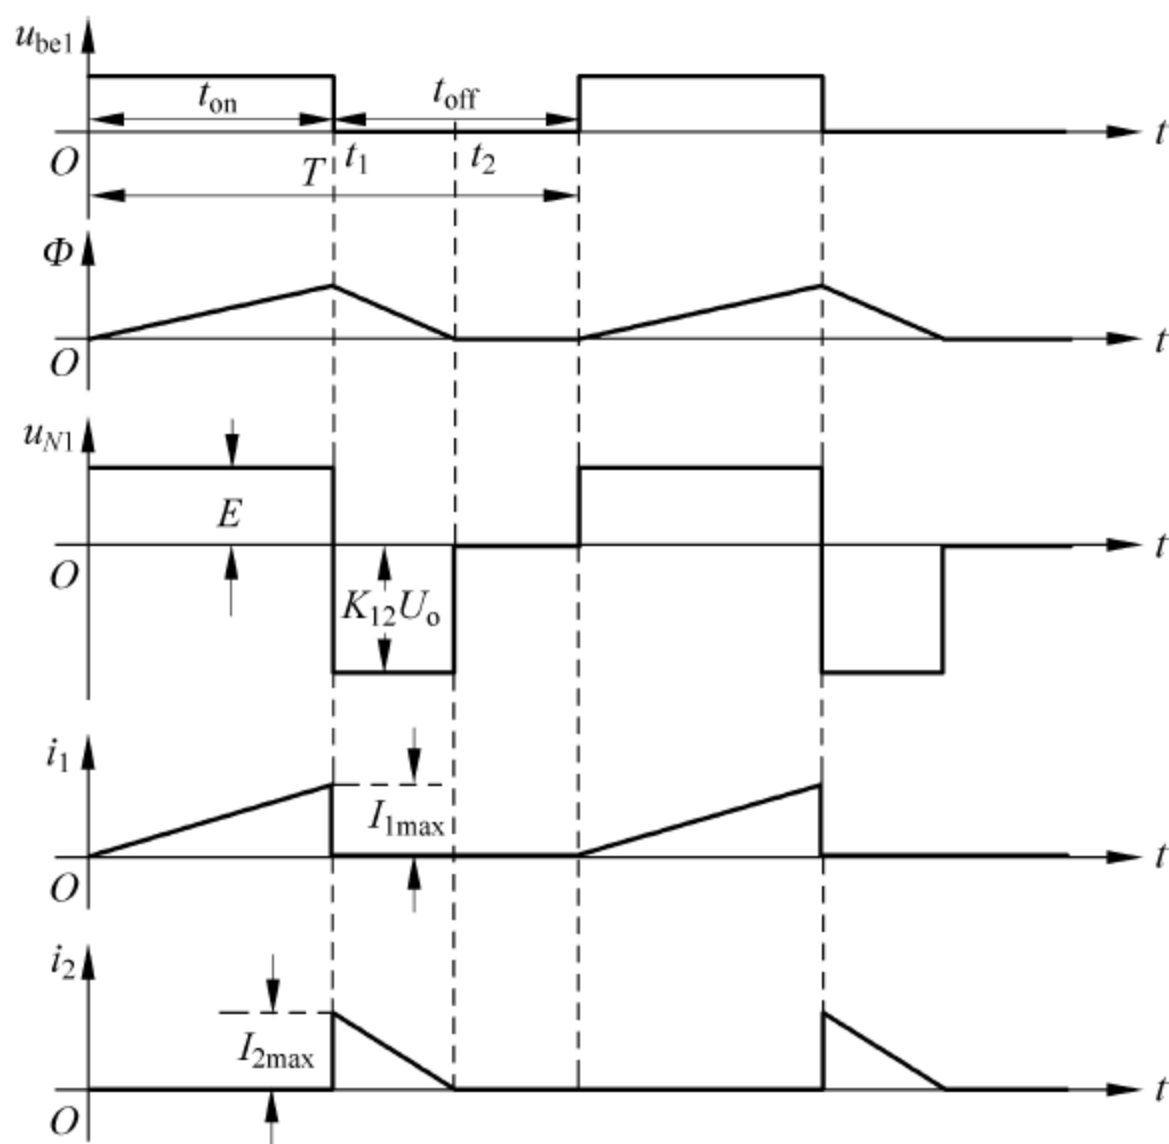 u_be1
t_on
t_off
t
O
T
t_1
t_2
Φ
O
t
u_N1
E
O
K_12U_o
t
i_1
I_1max
O
t
i_2
I_2max
O
t